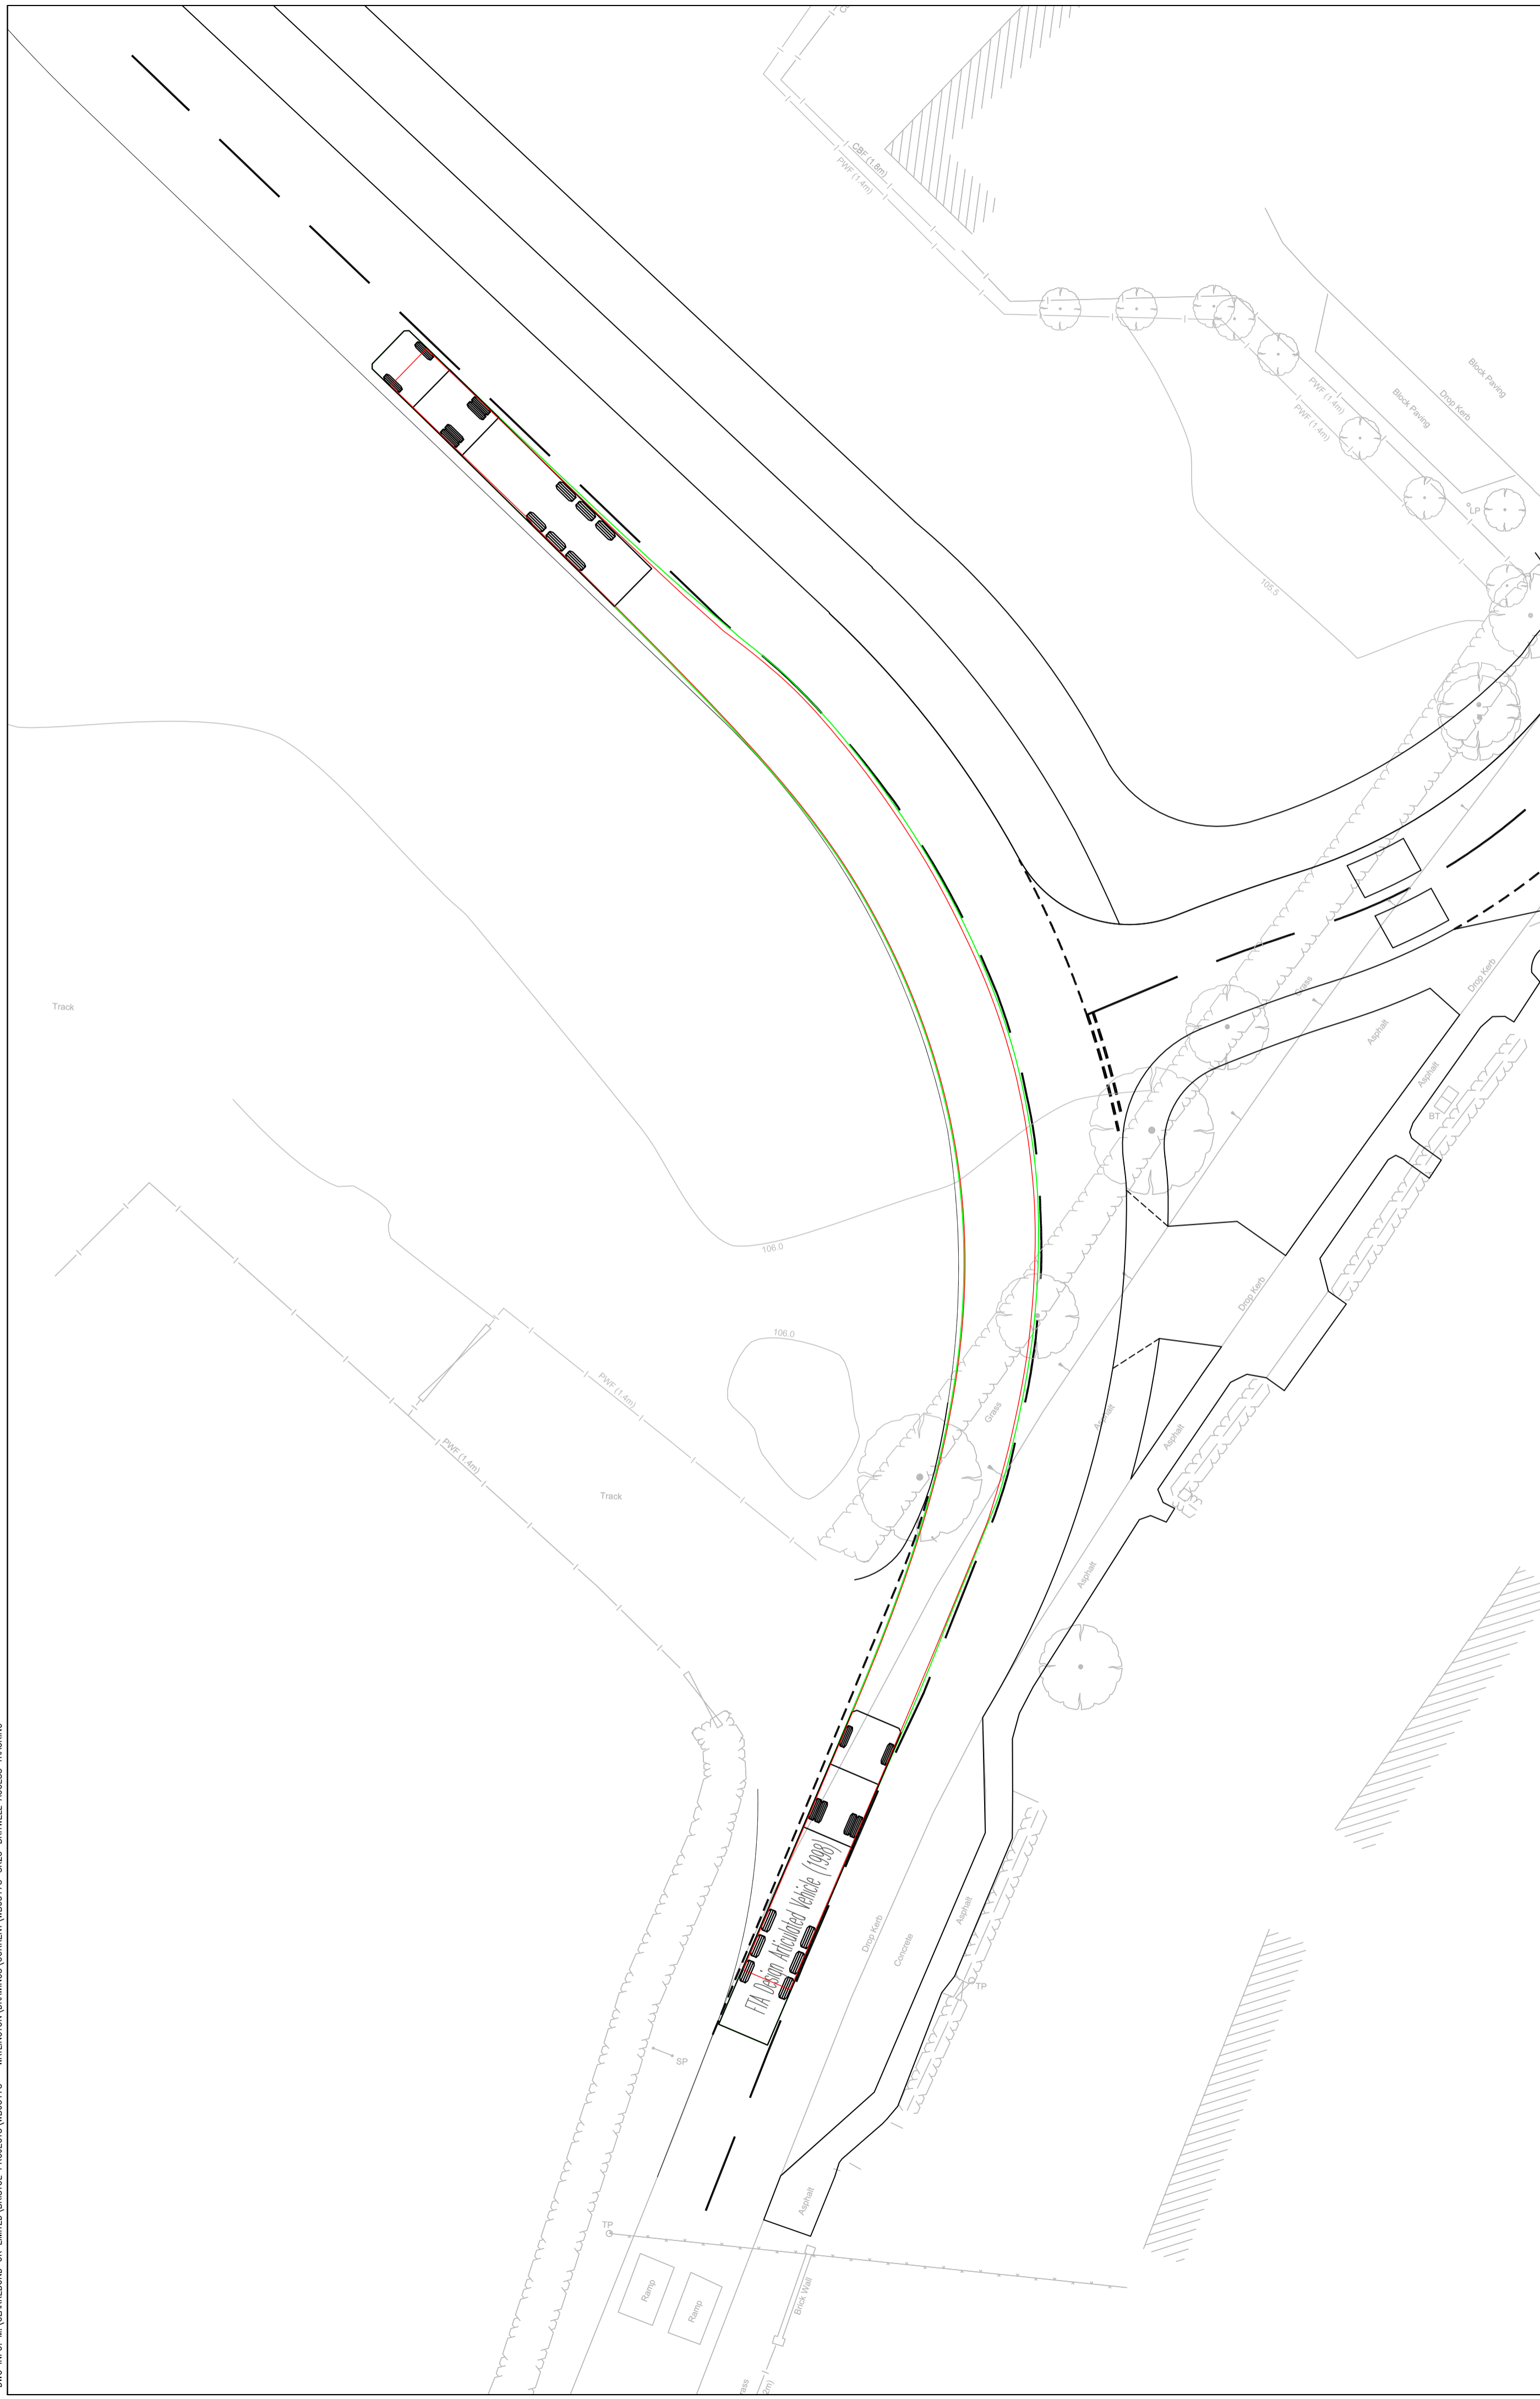 CBF (1.8m)
PWF (1.4m)
Block Paving
Drop Kerb
Block Paving
PWF (1.4m)
PWF (1.4m)
LP
105.5
Track
Grass
Drop Kerb
Asphalt
Asphalt
BT
106.0
Drop Kerb
106.0
PWF (1.4m)
Grass
Asphalt
Asphalt
PWF (1.4m)
Track
Asphalt
FTA Design Articulated Vehicle (1998)
Drop Kerb
Asphalt
Concrete
TP
SP
Asphalt
TP
Ramp
Ramp
Brick Wall